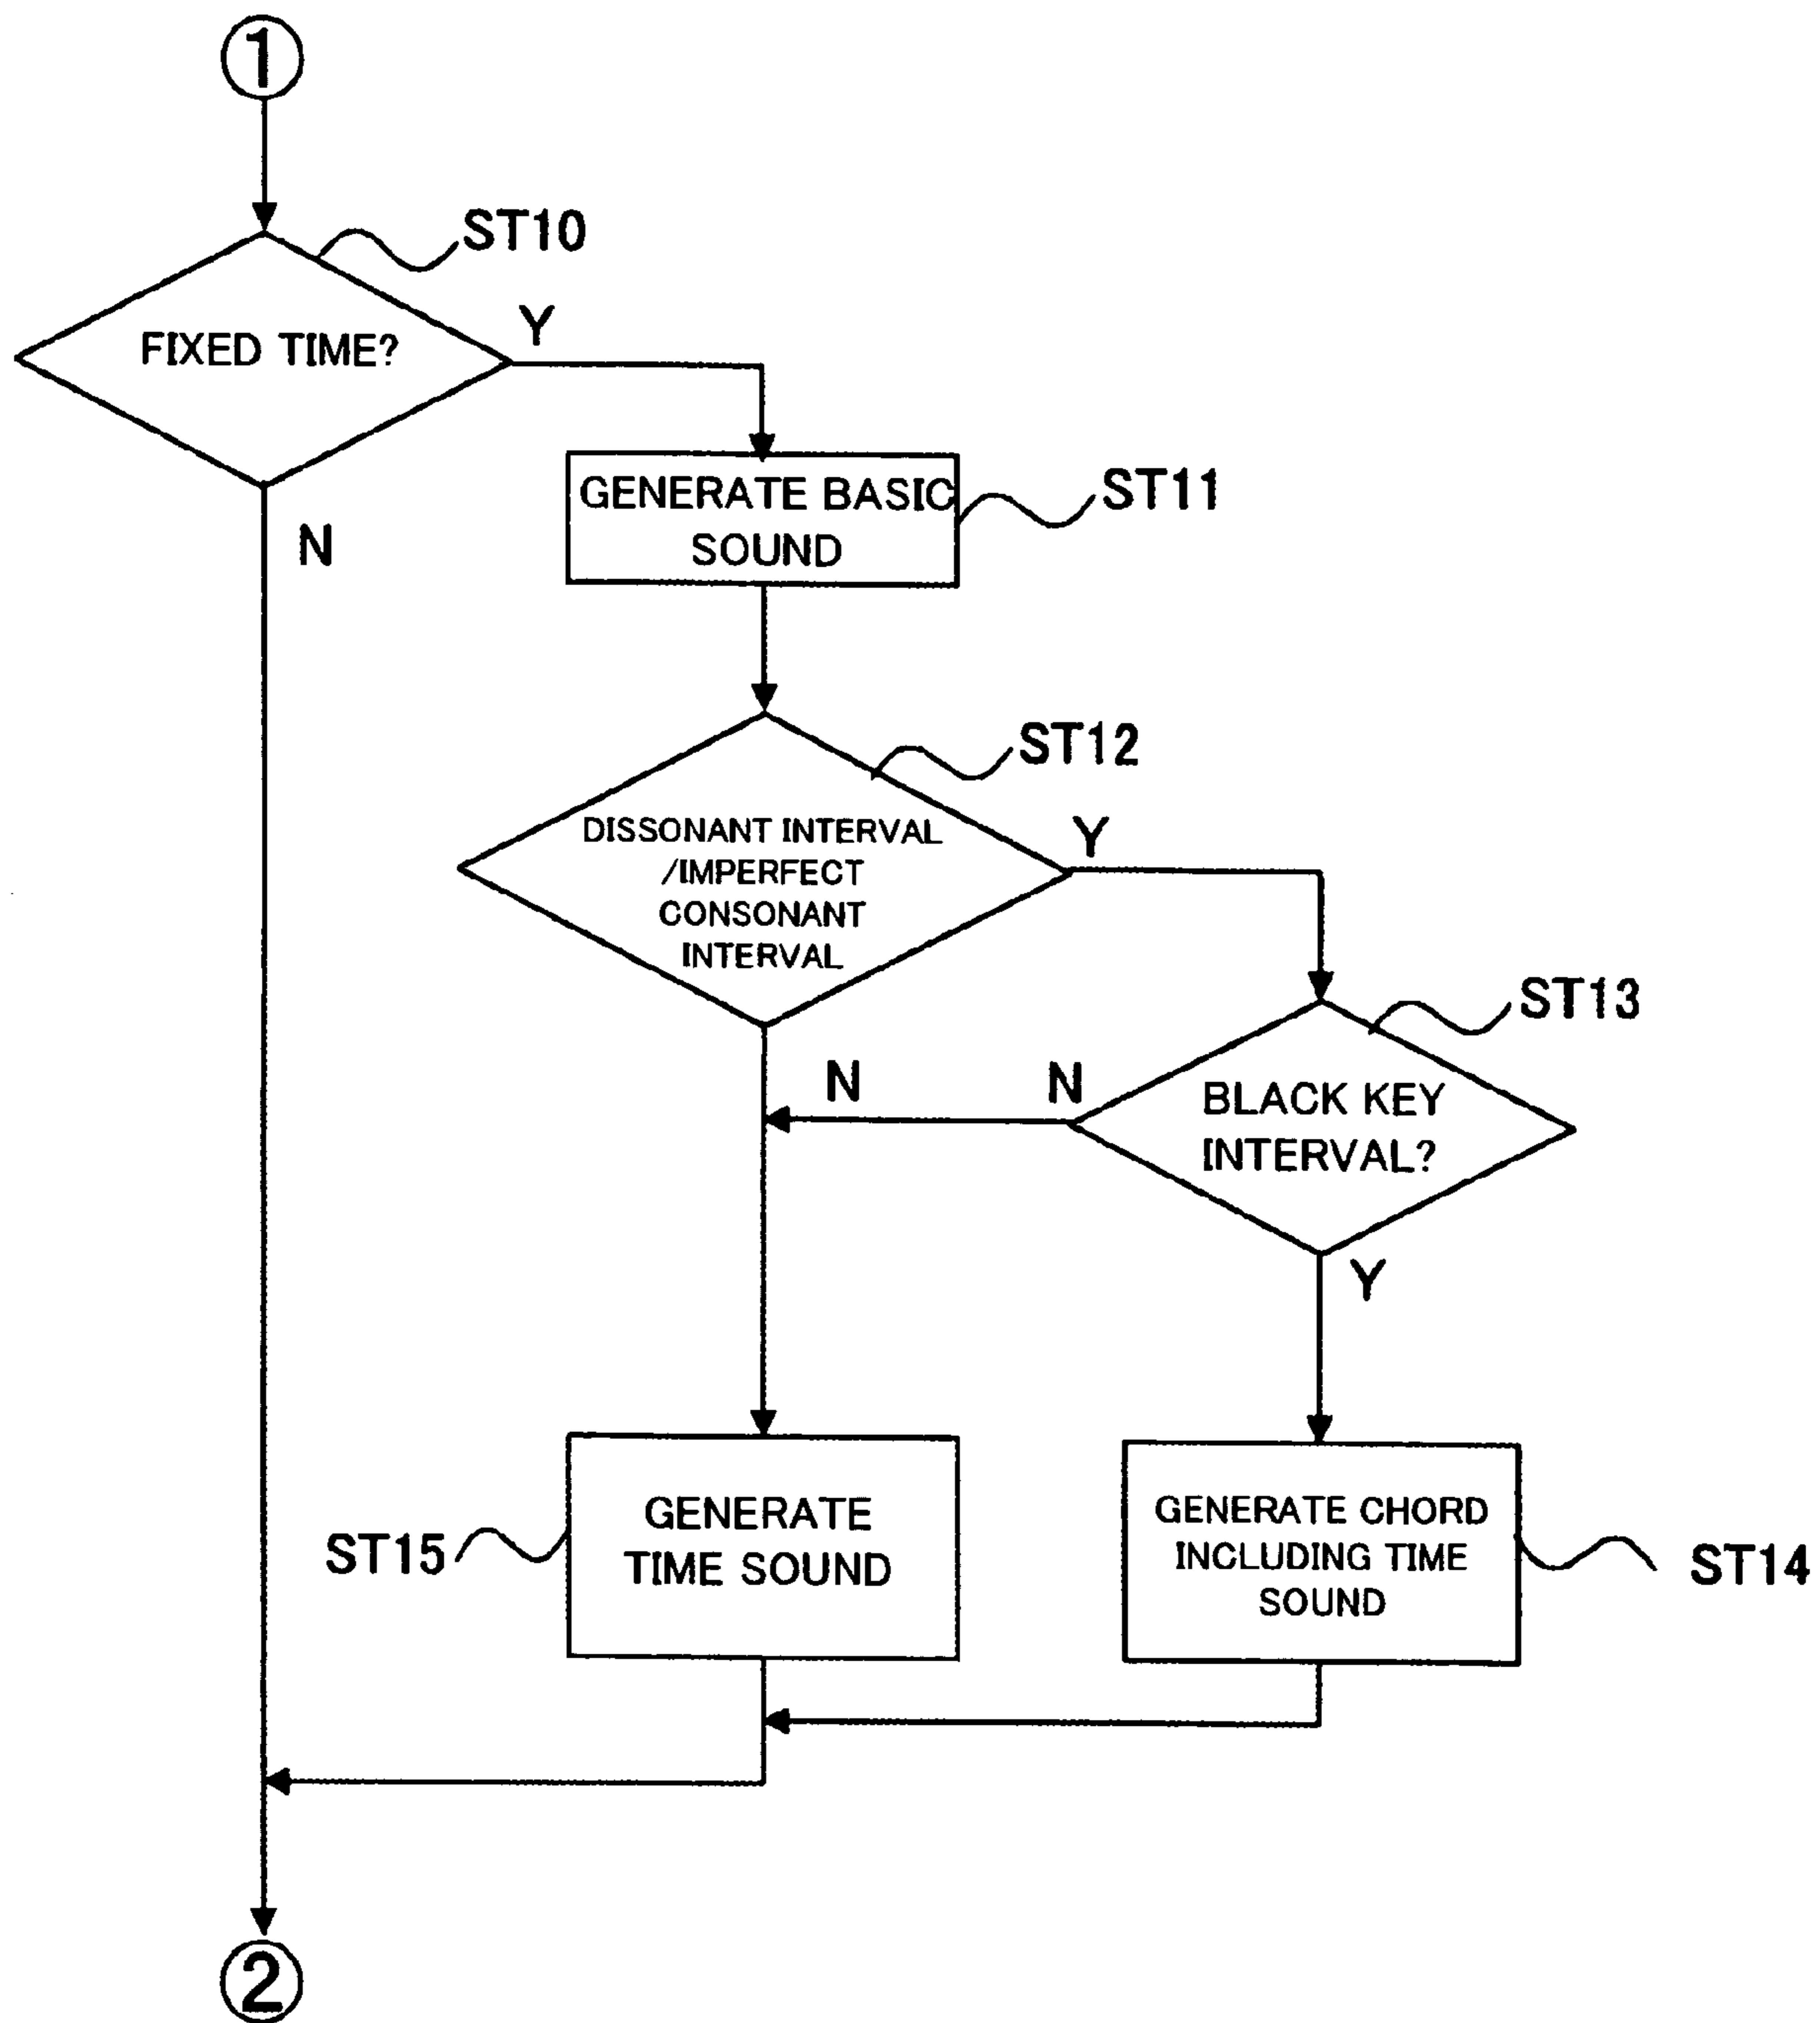 1
ST10
FIXED TIME?
Y
N
GENERATE BASIC
SOUND
ST11
ST12
DISSONANT INTERVAL
/IMPERFECT
CONSONANT
INTERVAL
Y
N
ST13
BLACK KEY
INTERVAL?
N
Y
GENERATE
TIME SOUND
ST15
GENERATE CHORD
INCLUDING TIME
SOUND
ST14
2